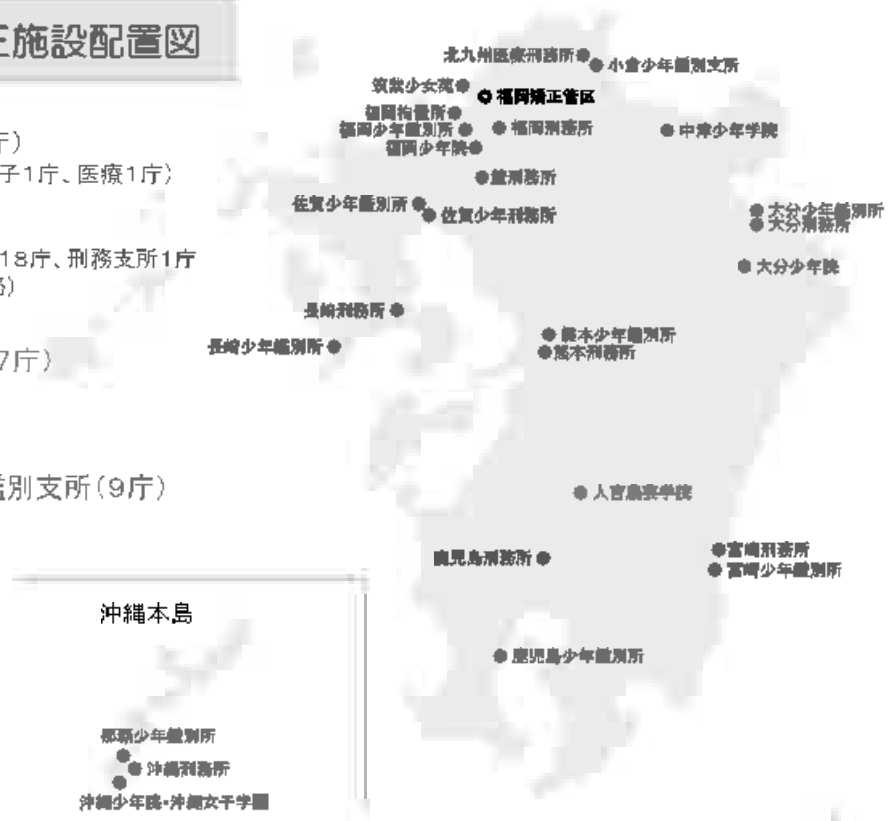 正施設配置図
庁)
子1庁、医療1庁)
18庁、刑務支所1庁
7庁)
鑑別支所(9庁)
北九州医療刑務所
小倉少年鑑別支所
筑紫少女苑
福岡矯正管区
福岡拘置所
福岡少年鑑別所
福岡刑務所
中津少年学院
福岡少年院
麓刑務所
佐賀少年鑑別所
佐賀少年刑務所
大分少年鑑別所
大分刑務所
大分少年院
長崎刑務所
長崎少年鑑別所
熊本少年鑑別所
熊本刑務所
人吉農芸学院
鹿児島刑務所
宮崎刑務所
宮崎少年鑑別所
鹿児島少年鑑別所
沖縄本島
那覇少年鑑別所
沖縄刑務所
沖縄少年院・沖縄女子学園